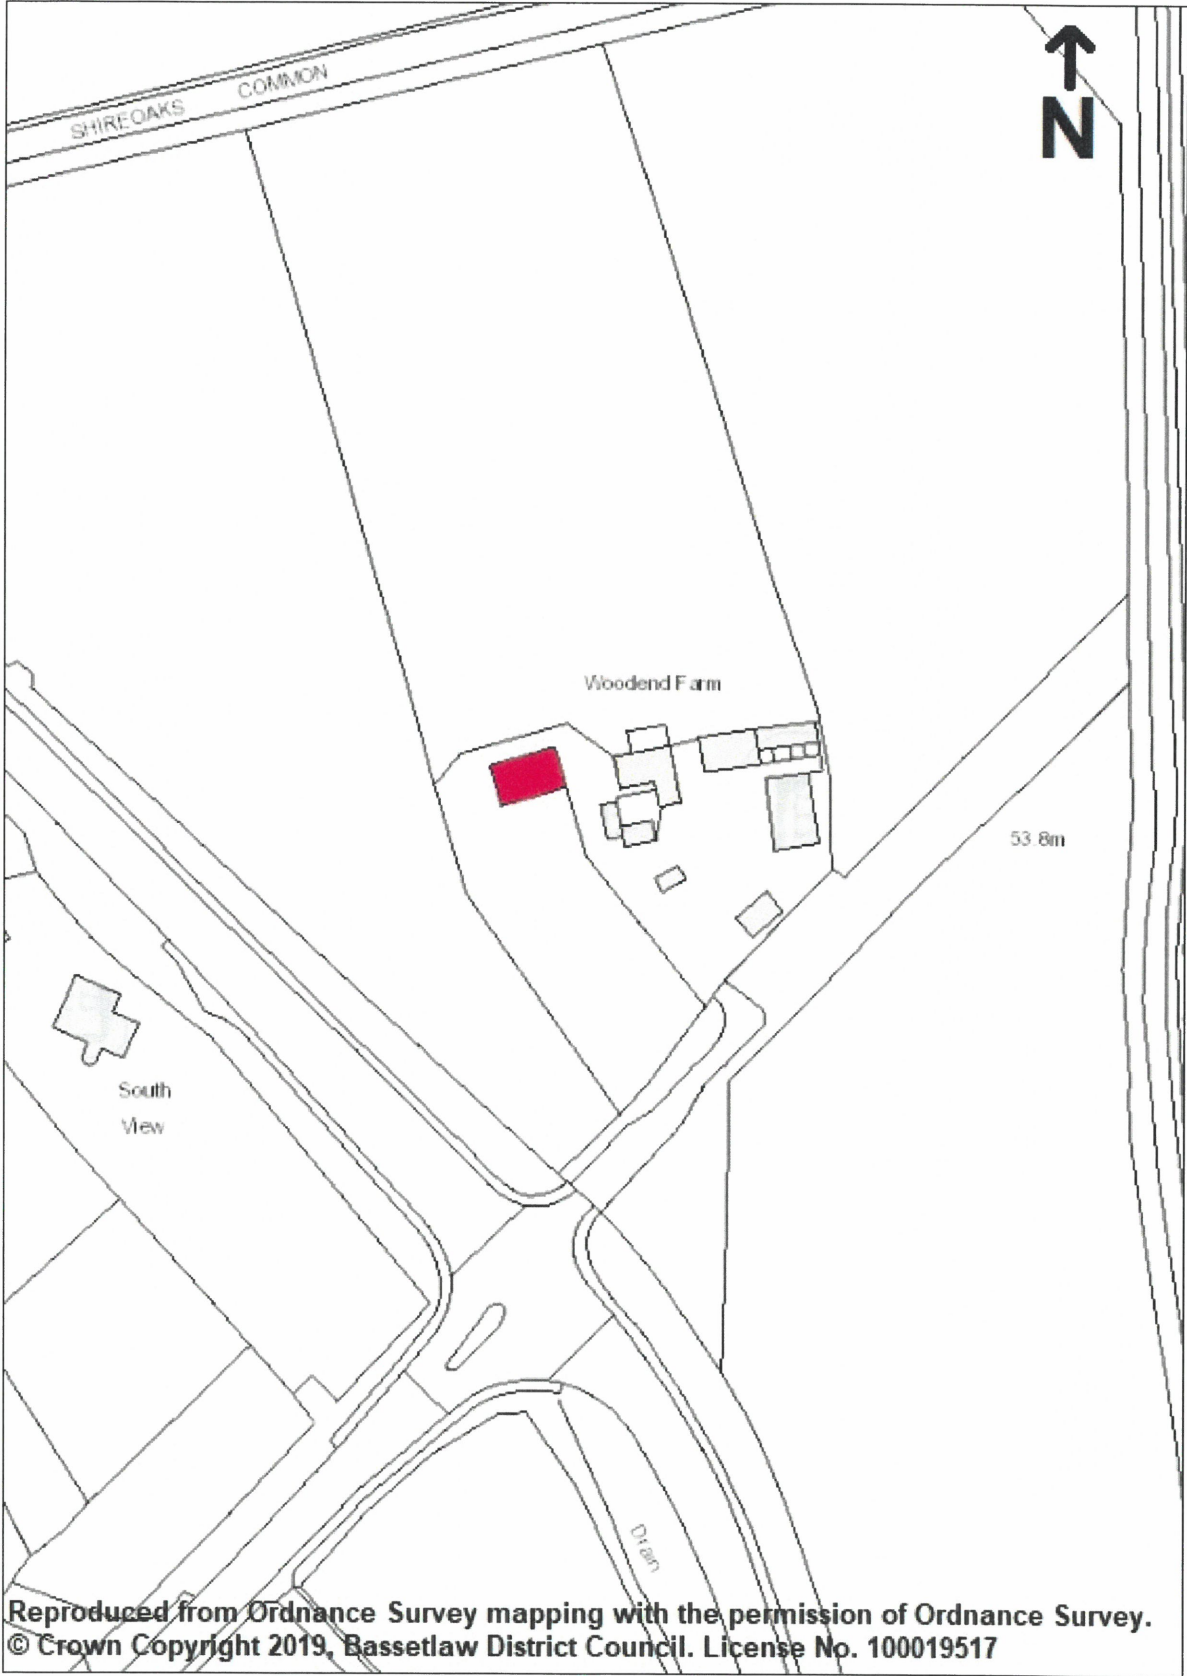 SHIREOAKS COMMON
N
Woodend Farm
53.8m
South
View
Drain
Reproduced from Ordnance Survey mapping with the permission of Ordnance Survey.
© Crown Copyright 2019, Bassetlaw District Council. License No. 100019517